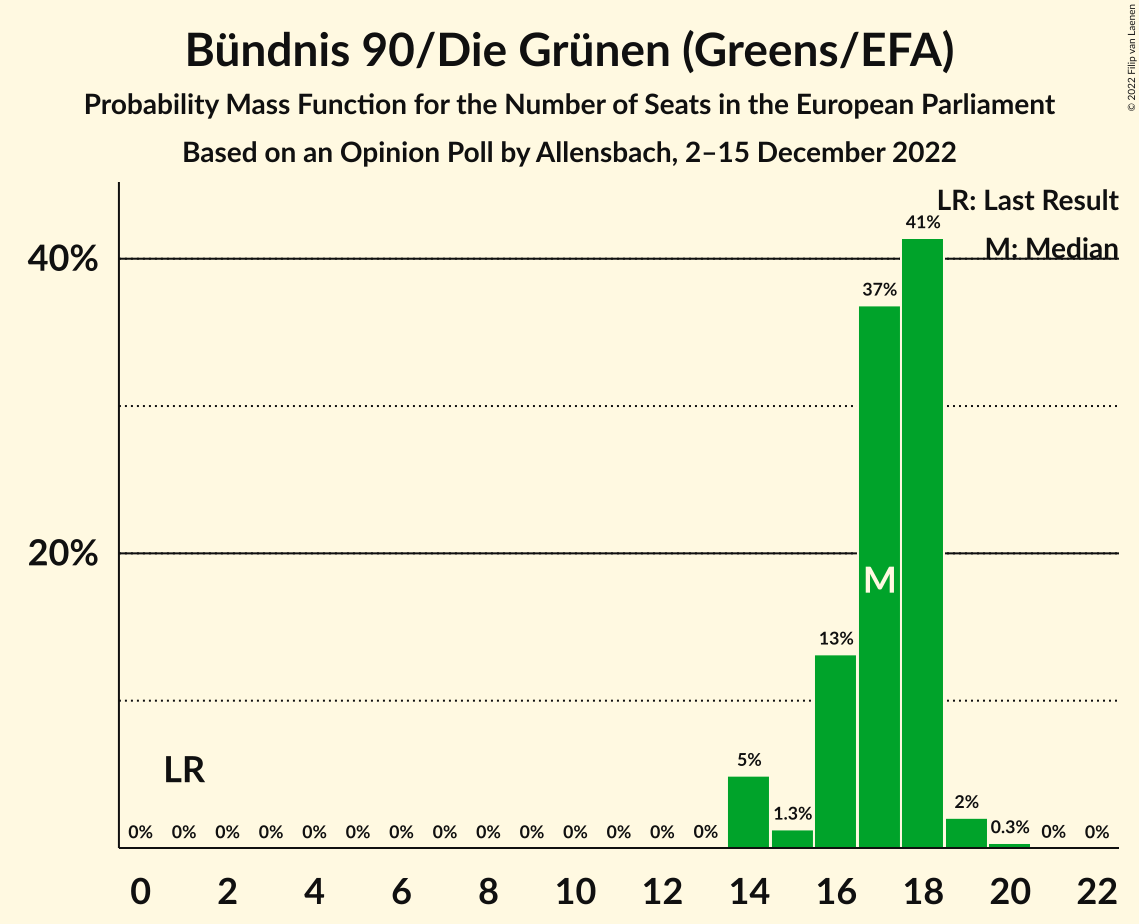 Bündnis 90/Die Grünen (Greens/EFA)
Probability Mass Function for the Number of Seats in the European Parliament
Based on an Opinion Poll by Allensbach, 2–15 December 2022
© 2022 Filip van Laenen
LR: Last Result
M: Median
40%
20%
41%
37%
M
13%
LR
5%
1.3%
2%
0.3%
0% 0% 0% 0% 0% 0% 0% 0% 0% 0% 0% 0% 0% 0% 0% 0%
0 2 4 6 8 10 12 14 16 18 20 22